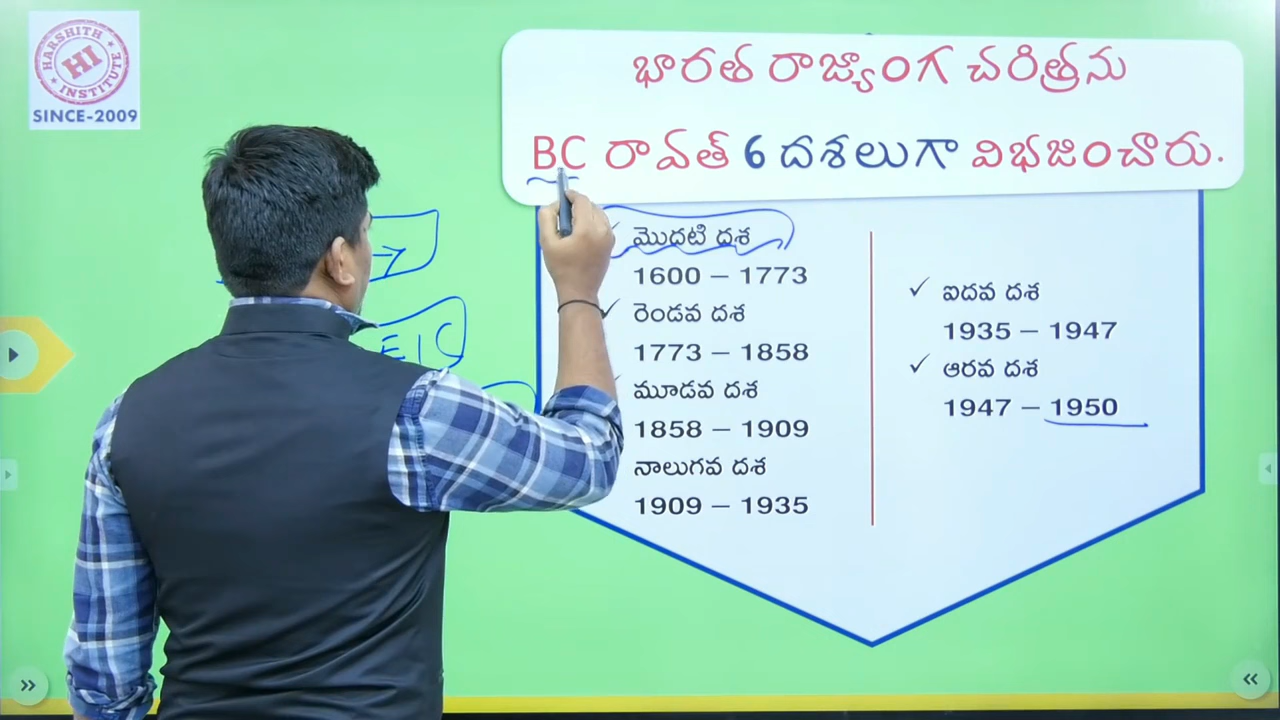 HARSHITH
HI
INSTITUTE
SINCE-2009
భారత రాజ్యాంగ చరిత్రను
BC రావత్ 6 దశలుగా విభజించారు.
మొదటి దశ
1600 – 1773
రెండవ దశ
1773 – 1858
మూడవ దశ
1858 – 1909
నాలుగవ దశ
1909 – 1935
ఐదవ దశ
1935 – 1947
ఆరవ దశ
1947 – 1950
EIC